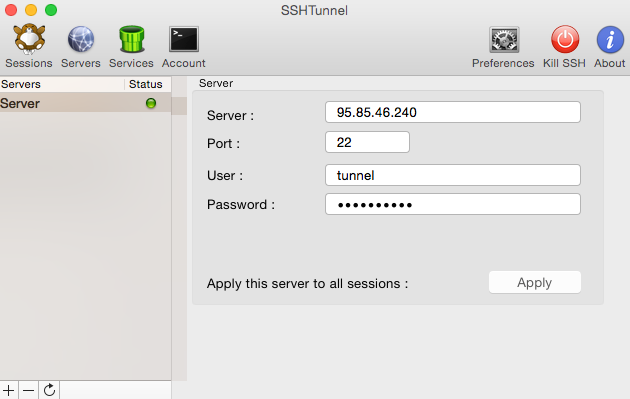 SSHTunnel
Sessions Servers Services Account Preferences Kill SSH About
Servers Status
Server
Server
Server : 95.85.46.240
Port : 22
User : tunnel
Password : ••••••••••
Apply this server to all sessions : Apply